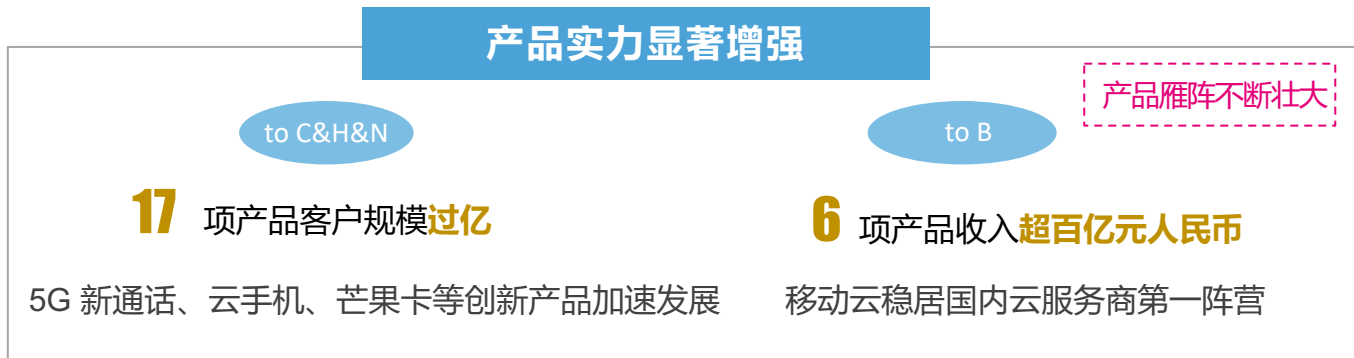 产品实力显著增强
产品雁阵不断壮大
to C&H&N
17 项产品客户规模过亿
5G 新通话、云手机、芒果卡等创新产品加速发展
to B
6 项产品收入超百亿元人民币
移动云稳居国内云服务商第一阵营